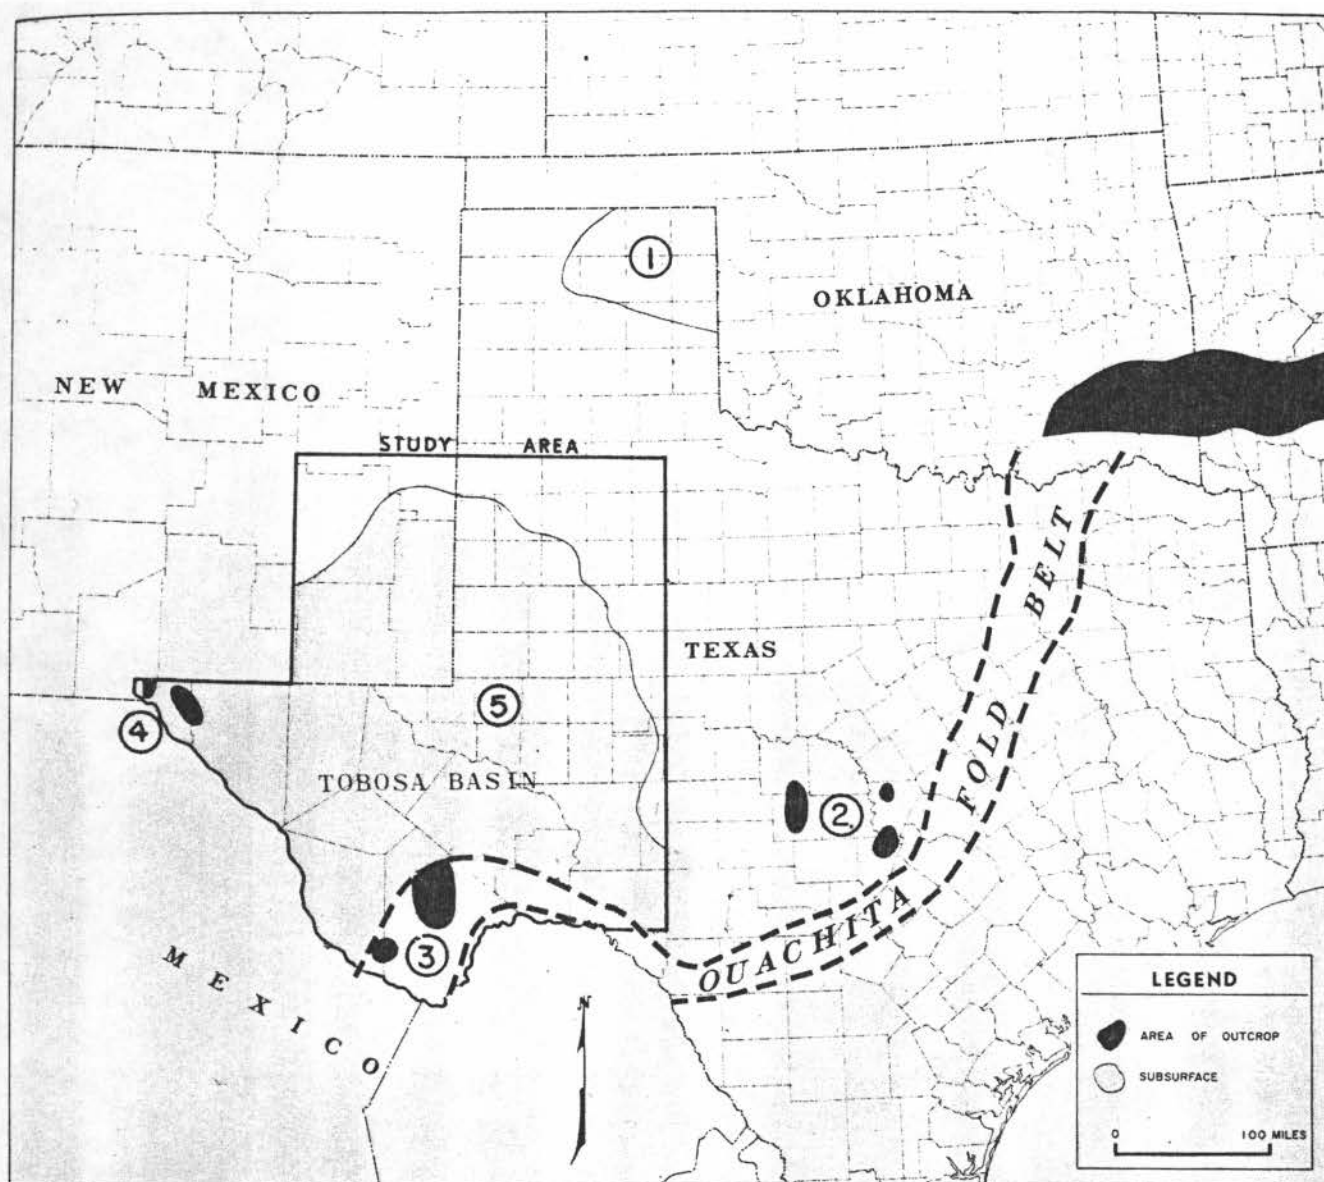 1
OKLAHOMA
NEW MEXICO
STUDY AREA
BELT
TEXAS
5
4
TOBOSA BASIN
FOLD
2.
OUACHITA
3
MEXICO
N
LEGEND
AREA OF OUTCROP
SUBSURFACE
0 100 MILES